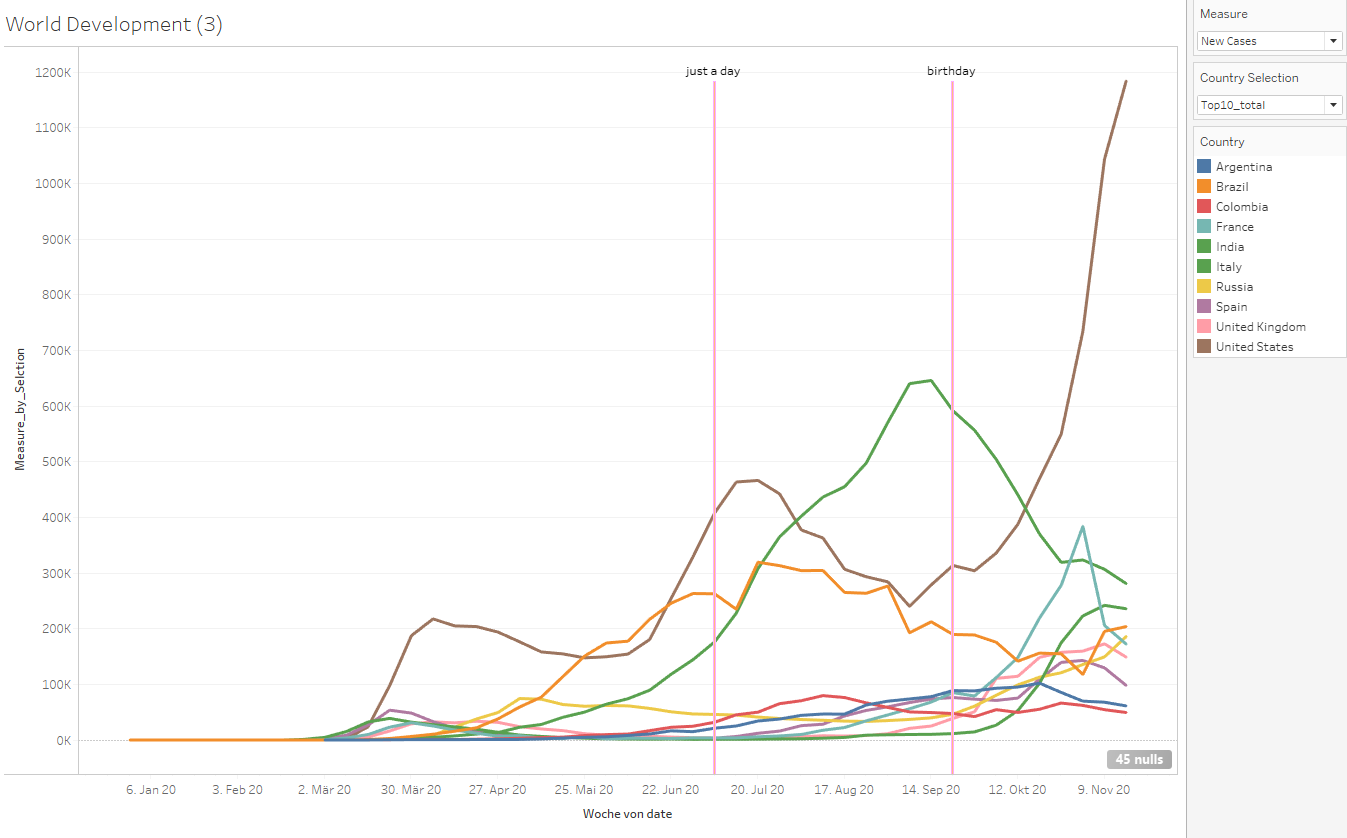 World Development (3)
just a day
birthday
1200K
1100K
1000K
900K
800K
700K
600K
500K
400K
300K
200K
100K
0K
Measure_by_Selction
45 nulls
6. Jan 20
3. Feb 20
2. Mär 20
30. Mär 20
27. Apr 20
25. Mai 20
22. Jun 20
20. Jul 20
17. Aug 20
14. Sep 20
12. Okt 20
9. Nov 20
Woche von date
Measure
New Cases
Country Selection
Top10_total
Country
Argentina
Brazil
Colombia
France
India
Italy
Russia
Spain
United Kingdom
United States